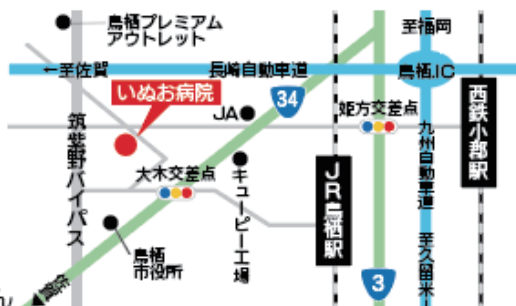 鳥栖プレミアム
アウトレット
至福岡
←至佐賀
長崎自動車道
鳥栖IC
いぬお病院
34
JA
姫方交差点
西鉄小郡駅
筑紫野バイパス
大木交差点
キューピー工場
JR鳥栖駅
九州自動車道
鳥栖
市役所
至久留米
佐賀
3